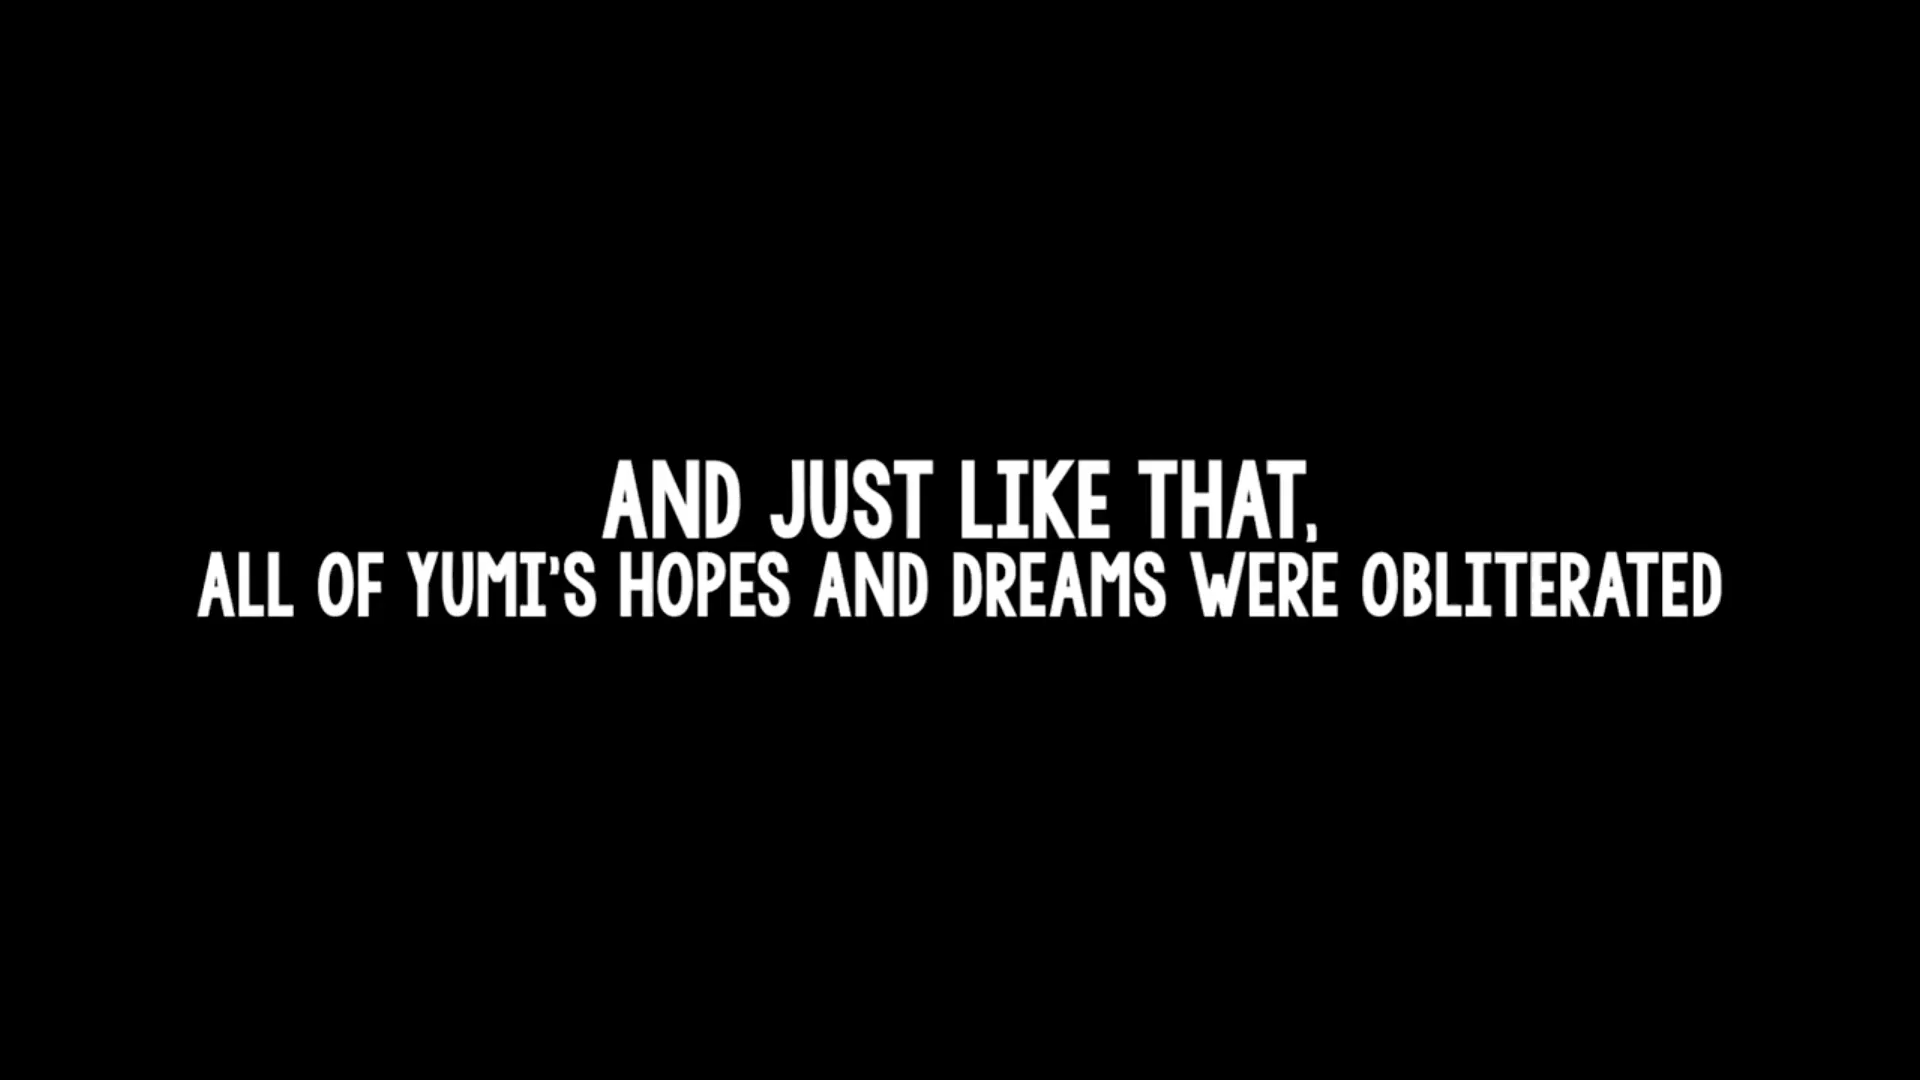 AND JUST LIKE THAT,
ALL OF YUMI'S HOPES AND DREAMS WERE OBLITERATED